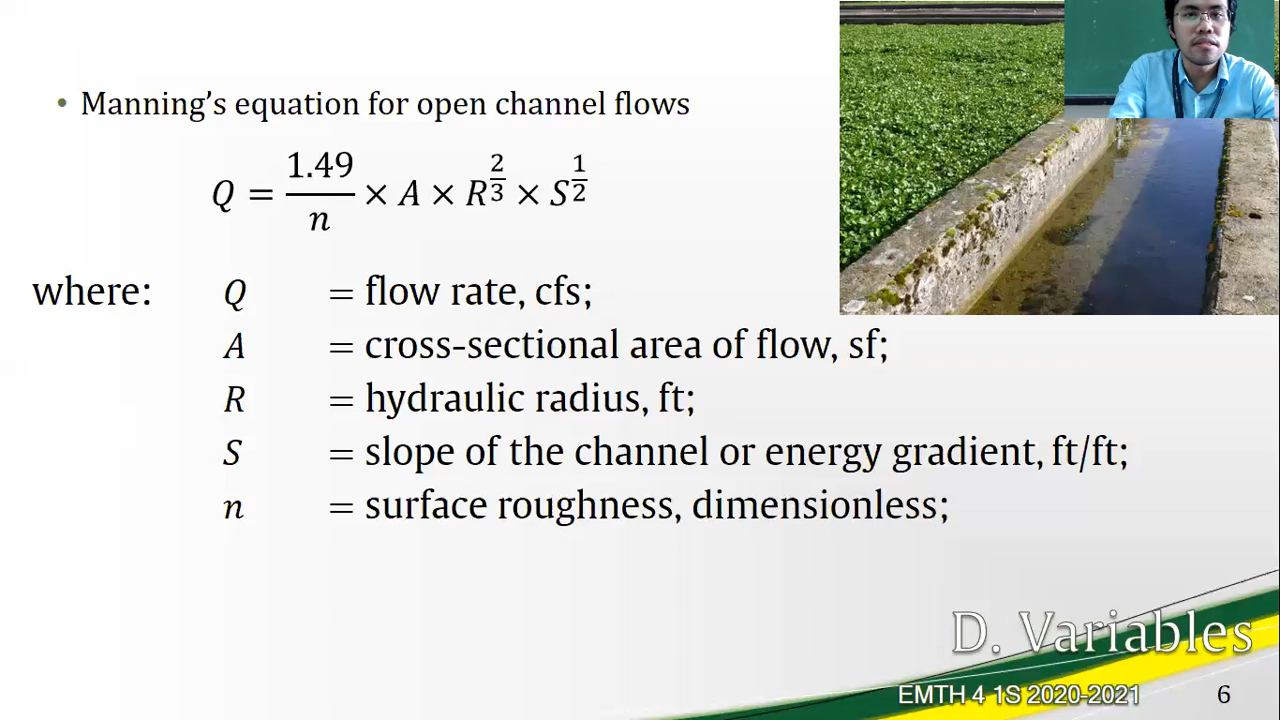 • Manning's equation for open channel flows
Q = 1.49/n × A × R^(2/3) × S^(1/2)
where: Q = flow rate, cfs;
A = cross-sectional area of flow, sf;
R = hydraulic radius, ft;
S = slope of the channel or energy gradient, ft/ft;
n = surface roughness, dimensionless;
D. Variables
EMTH 4 1S 2020-2021 6